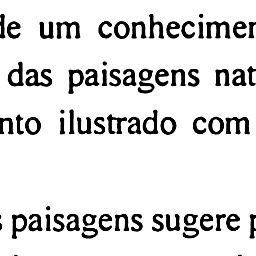 de um conhecimen
das paisagens nat
nto ilustrado com
s paisagens sugere p